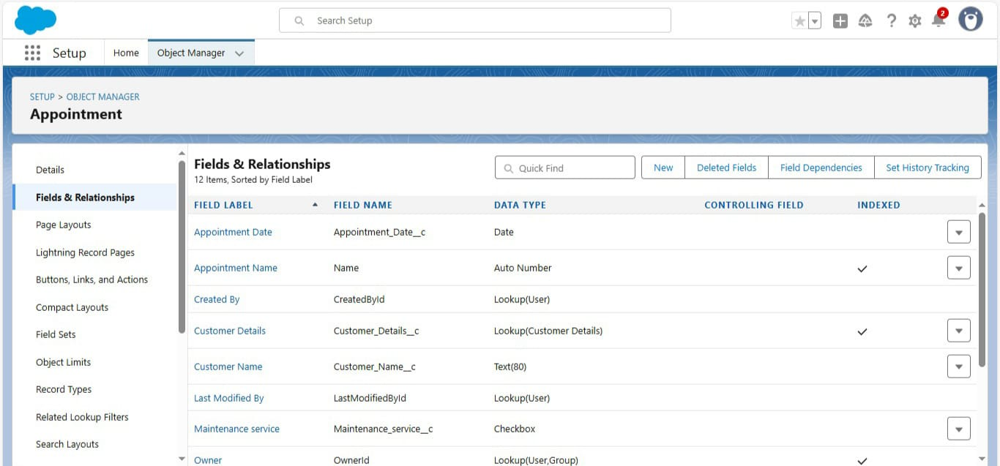 Search Setup
2
Setup
Home
Object Manager
SETUP > OBJECT MANAGER
Appointment
Details
Fields & Relationships
Page Layouts
Lightning Record Pages
Buttons, Links, and Actions
Compact Layouts
Field Sets
Object Limits
Record Types
Related Lookup Filters
Search Layouts
Fields & Relationships
12 Items, Sorted by Field Label
Quick Find
New
Deleted Fields
Field Dependencies
Set History Tracking
FIELD LABEL FIELD NAME DATA TYPE CONTROLLING FIELD INDEXED
Appointment Date Appointment_Date__c Date
Appointment Name Name Auto Number
Created By CreatedById Lookup(User)
Customer Details Customer_Details__c Lookup(Customer Details)
Customer Name Customer_Name__c Text(80)
Last Modified By LastModifiedById Lookup(User)
Maintenance service Maintenance_service__c Checkbox
Owner OwnerId Lookup(User,Group)